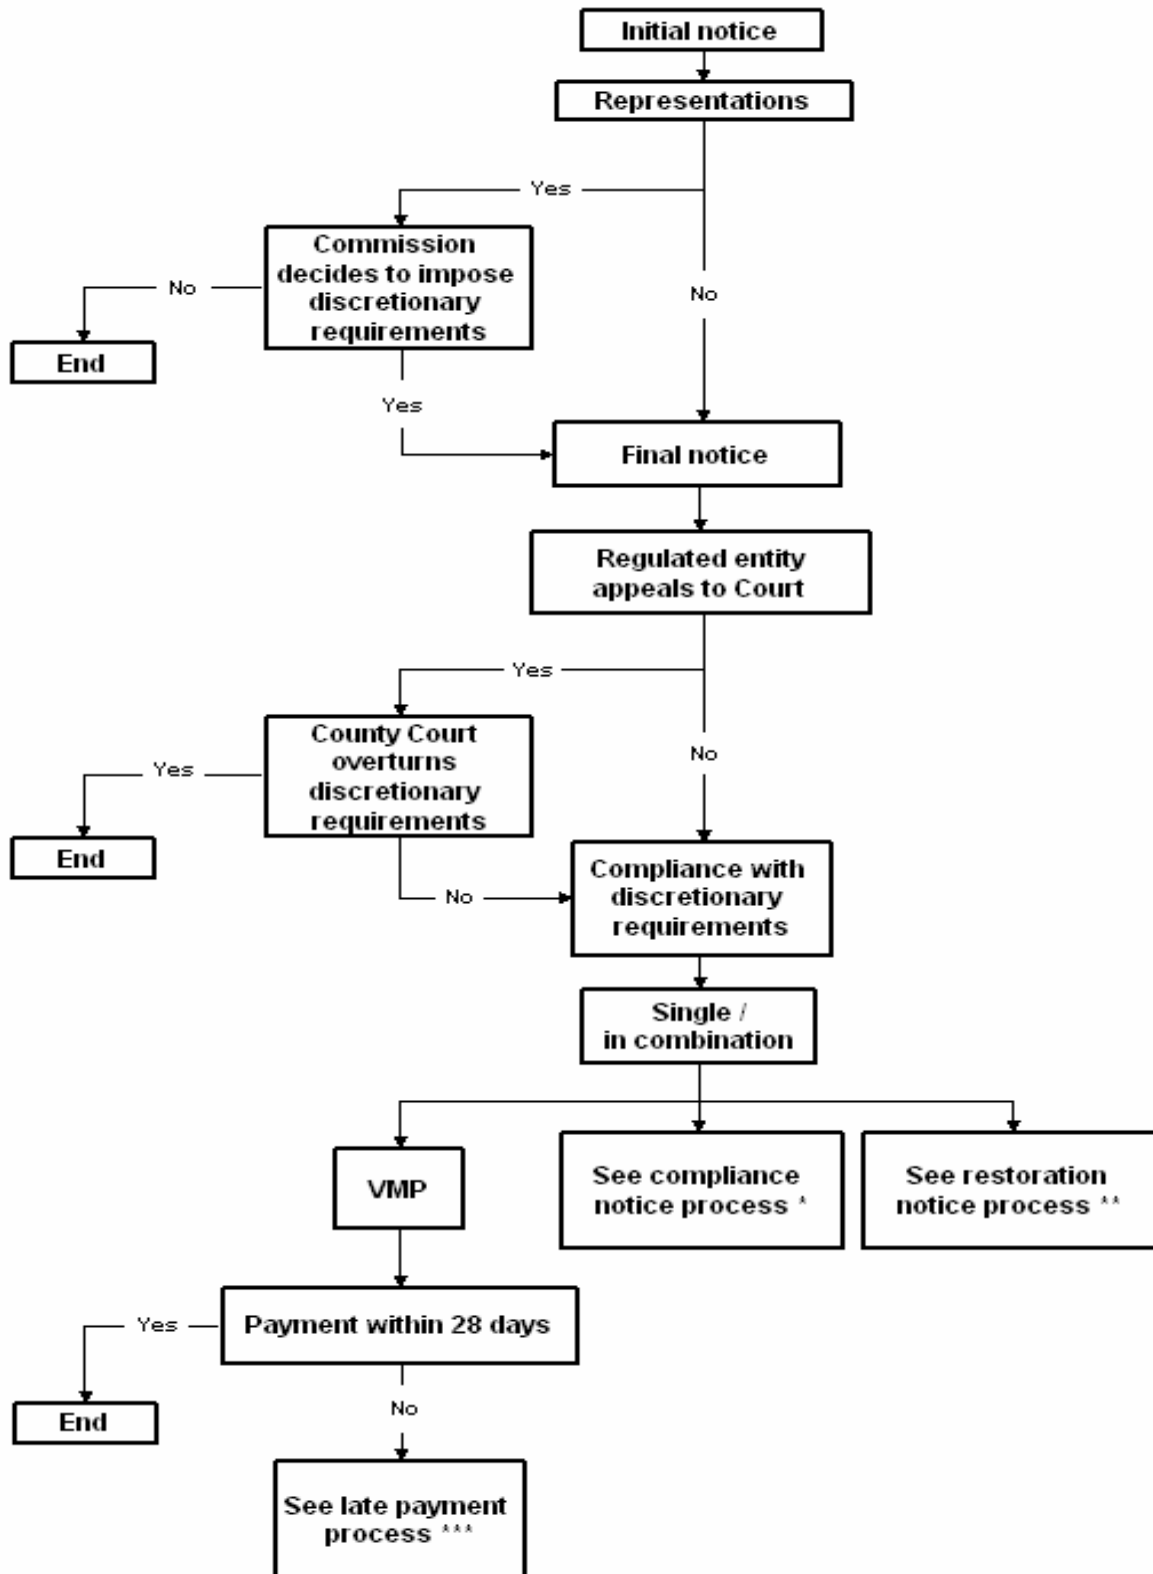 Initial notice
Representations
Yes
Commission
decides to impose
discretionary
requirements
No
No
End
Yes
Final notice
Regulated entity
appeals to Court
Yes
County Court
overturns
discretionary
requirements
No
Yes
End
Compliance with
discretionary
requirements
No
Single /
in combination
VMP
See compliance
notice process *
See restoration
notice process **
Payment within 28 days
Yes
End
No
See late payment
process ***